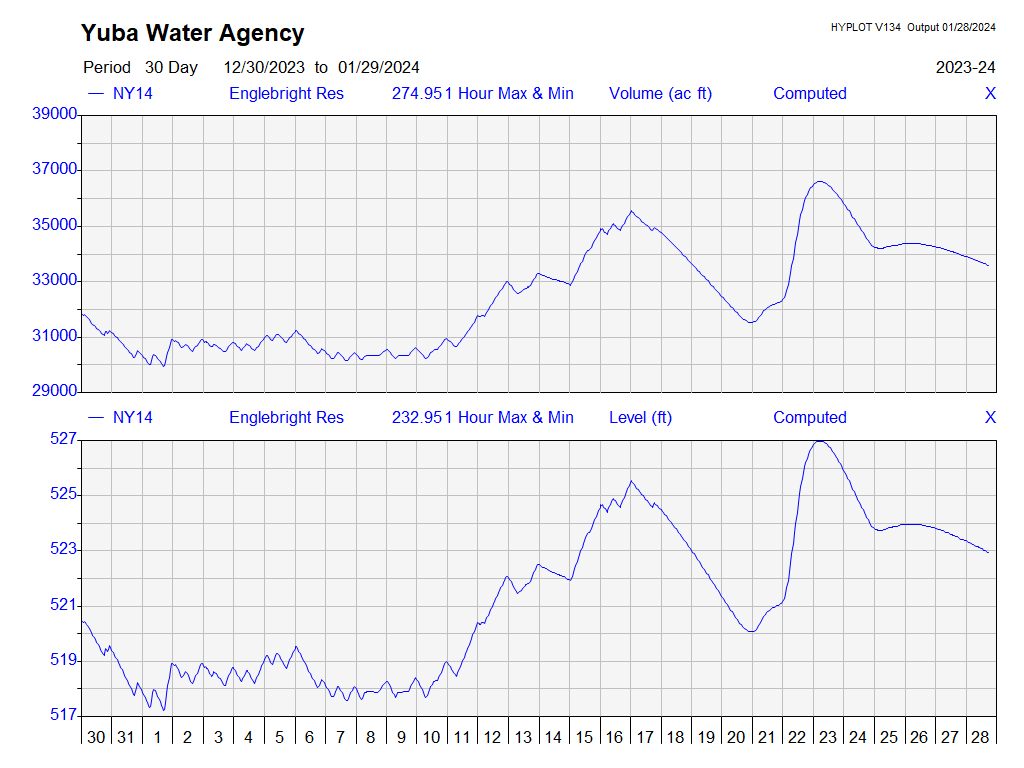 Yuba Water Agency
HYPLOT V134 Output 01/28/2024
Period 30 Day 12/30/2023 to 01/29/2024 2023-24
— NY14 Englebright Res 274.951 Hour Max & Min Volume (ac ft) Computed X
39000
37000
35000
33000
31000
29000
— NY14 Englebright Res 232.951 Hour Max & Min Level (ft) Computed X
527
525
523
521
519
517
30 31 1 2 3 4 5 6 7 8 9 10 11 12 13 14 15 16 17 18 19 20 21 22 23 24 25 26 27 28